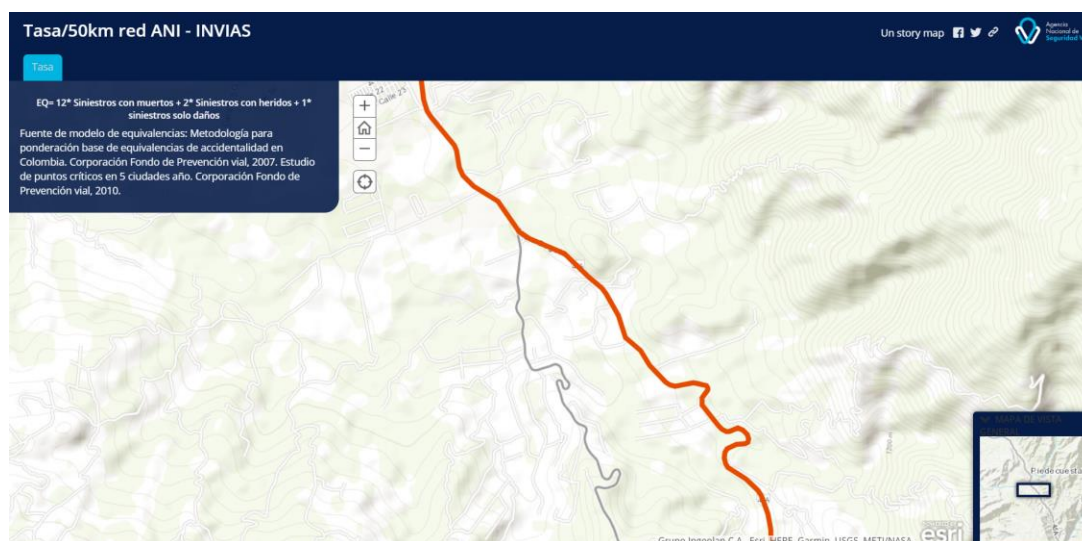 Tasa/50km red ANI - INVIAS
Un story map
Agencia
Nacional de
Seguridad V
Tasa
EQ= 12* Siniestros con muertos + 2* Siniestros con heridos + 1*
siniestros solo daños
Fuente de modelo de equivalencias: Metodología para
ponderación base de equivalencias de accidentalidad en
Colombia. Corporación Fondo de Prevención vial, 2007. Estudio
de puntos críticos en 5 ciudades año. Corporación Fondo de
Prevención vial, 2010.
Calle 25
MAPA DE VISTA
GENERAL
Piedecuesta
Grupo Ingeplan C.A., Esri, HERE, Garmin, USGS, METI/NASA
esri